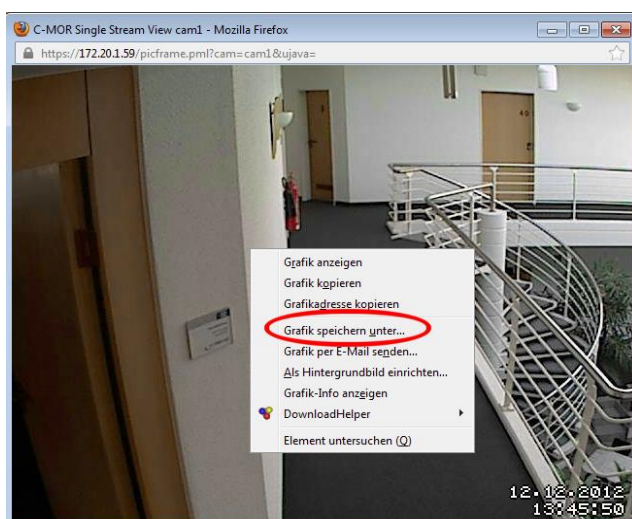 C-MOR Single Stream View cam1 - Mozilla Firefox
https://172.20.1.59/picframe.pml?cam=cam1&ujava=
40
Grafik anzeigen
Grafik kopieren
Grafikadresse kopieren
Grafik speichern unter...
Grafik per E-Mail senden...
Als Hintergrundbild einrichten...
Grafik-Info anzeigen
DownloadHelper
Element untersuchen (Q)
12.12.2012
13:45:50